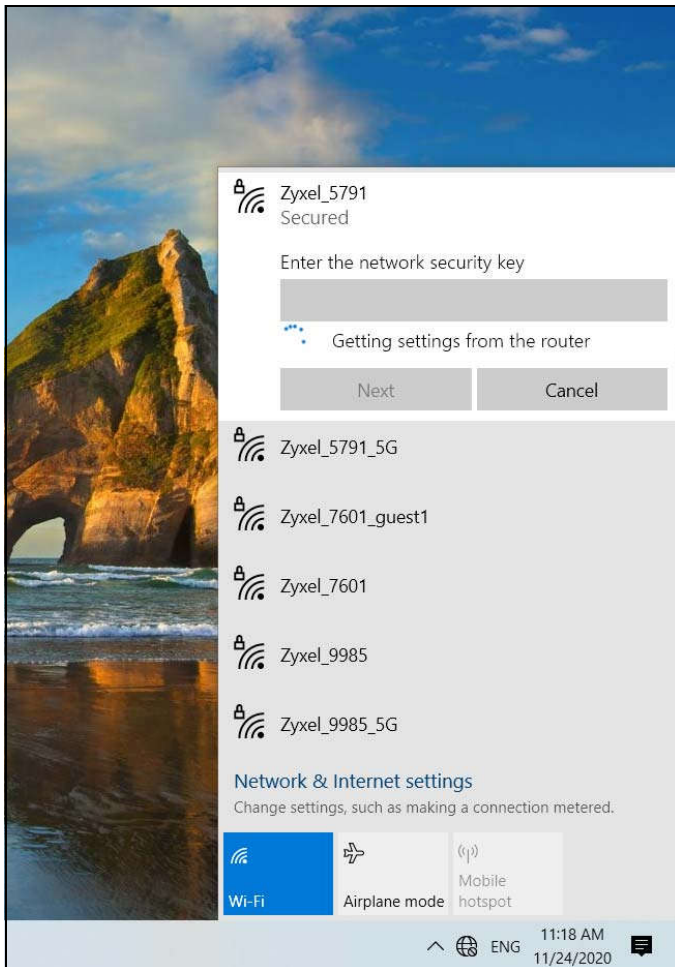 Zyxel_5791
Secured
Enter the network security key
Getting settings from the router
Next
Cancel
Zyxel_5791_5G
Zyxel_7601_guest1
Zyxel_7601
Zyxel_9985
Zyxel_9985_5G
Network & Internet settings
Change settings, such as making a connection metered.
Wi-Fi
Airplane mode
Mobile
hotspot
ENG
11:18 AM
11/24/2020